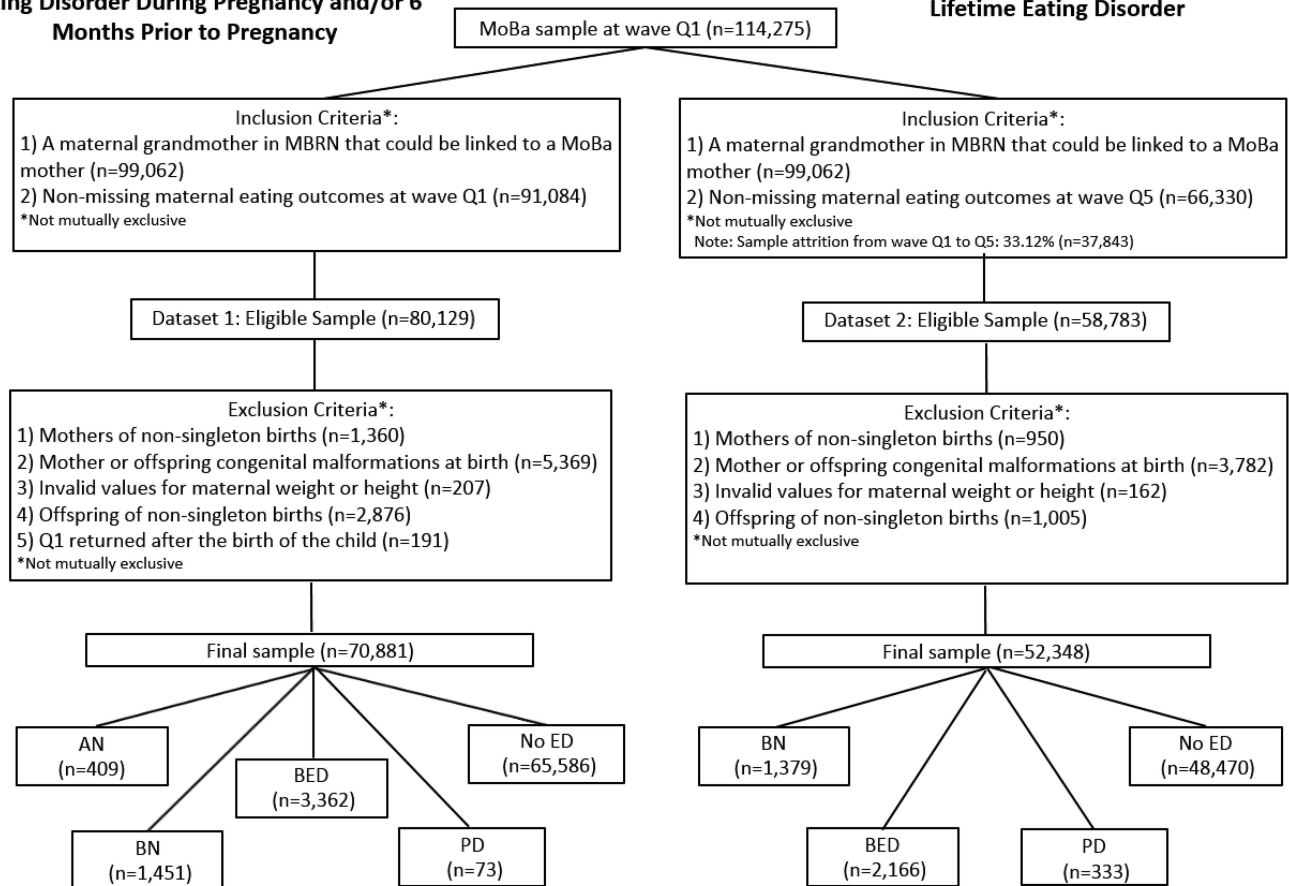 ing Disorder During Pregnancy and/or 6
Months Prior to Pregnancy
Lifetime Eating Disorder
MoBa sample at wave Q1 (n=114,275)
Inclusion Criteria*:
1) A maternal grandmother in MBRN that could be linked to a MoBa
mother (n=99,062)
2) Non-missing maternal eating outcomes at wave Q1 (n=91,084)
*Not mutually exclusive
Inclusion Criteria*:
1) A maternal grandmother in MBRN that could be linked to a MoBa
mother (n=99,062)
2) Non-missing maternal eating outcomes at wave Q5 (n=66,330)
*Not mutually exclusive
Note: Sample attrition from wave Q1 to Q5: 33.12% (n=37,843)
Dataset 1: Eligible Sample (n=80,129)
Dataset 2: Eligible Sample (n=58,783)
Exclusion Criteria*:
1) Mothers of non-singleton births (n=1,360)
2) Mother or offspring congenital malformations at birth (n=5,369)
3) Invalid values for maternal weight or height (n=207)
4) Offspring of non-singleton births (n=2,876)
5) Q1 returned after the birth of the child (n=191)
*Not mutually exclusive
Exclusion Criteria*:
1) Mothers of non-singleton births (n=950)
2) Mother or offspring congenital malformations at birth (n=3,782)
3) Invalid values for maternal weight or height (n=162)
4) Offspring of non-singleton births (n=1,005)
*Not mutually exclusive
Final sample (n=70,881)
Final sample (n=52,348)
AN
(n=409)
BN
(n=1,451)
BED
(n=3,362)
PD
(n=73)
No ED
(n=65,586)
BN
(n=1,379)
BED
(n=2,166)
PD
(n=333)
No ED
(n=48,470)